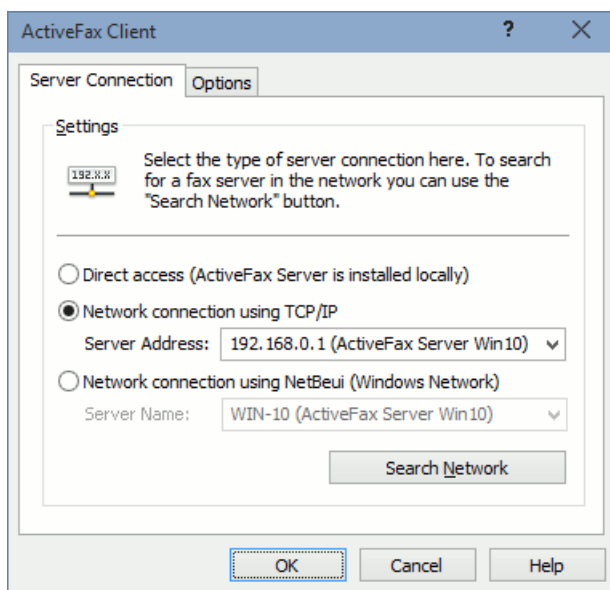 ActiveFax Client
?
Server Connection
Options
Settings
192.X.X
Select the type of server connection here. To search
for a fax server in the network you can use the
"Search Network" button.
Direct access (ActiveFax Server is installed locally)
Network connection using TCP/IP
Server Address: 192.168.0.1 (ActiveFax Server Win10)
Network connection using NetBeui (Windows Network)
Server Name: WIN-10 (ActiveFax Server Win10)
Search Network
OK Cancel Help